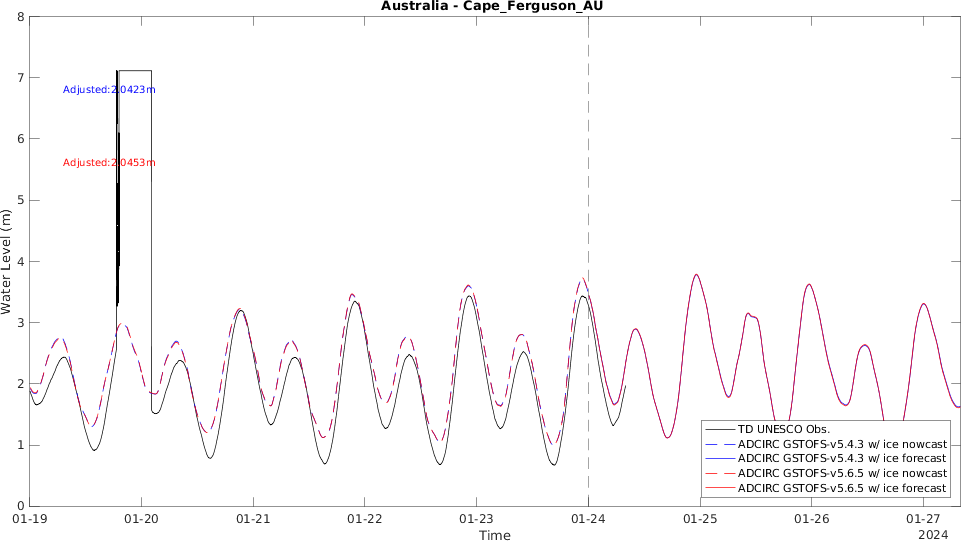 Australia - Cape_Ferguson_AU
8
7
6
5
4
3
2
1
0
Water Level (m)
Adjusted:2.0423m
Adjusted:2.0453m
TD UNESCO Obs.
ADCIRC GSTOFS-v5.4.3 w/ ice nowcast
ADCIRC GSTOFS-v5.4.3 w/ ice forecast
ADCIRC GSTOFS-v5.6.5 w/ ice nowcast
ADCIRC GSTOFS-v5.6.5 w/ ice forecast
01-19 01-20 01-21 01-22 01-23 01-24 01-25 01-26 01-27
Time 2024